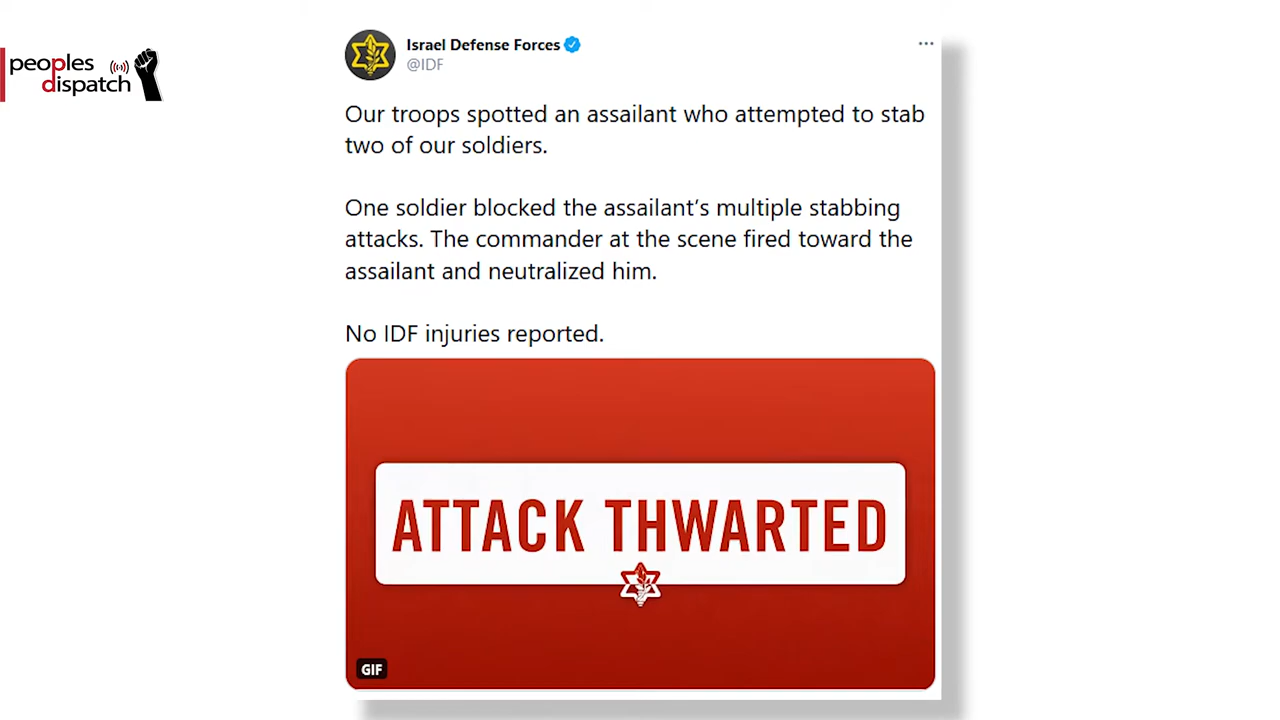 peoples
dispatch
Israel Defense Forces
@IDF
Our troops spotted an assailant who attempted to stab
two of our soldiers.
One soldier blocked the assailant’s multiple stabbing
attacks. The commander at the scene fired toward the
assailant and neutralized him.
No IDF injuries reported.
ATTACK THWARTED
GIF